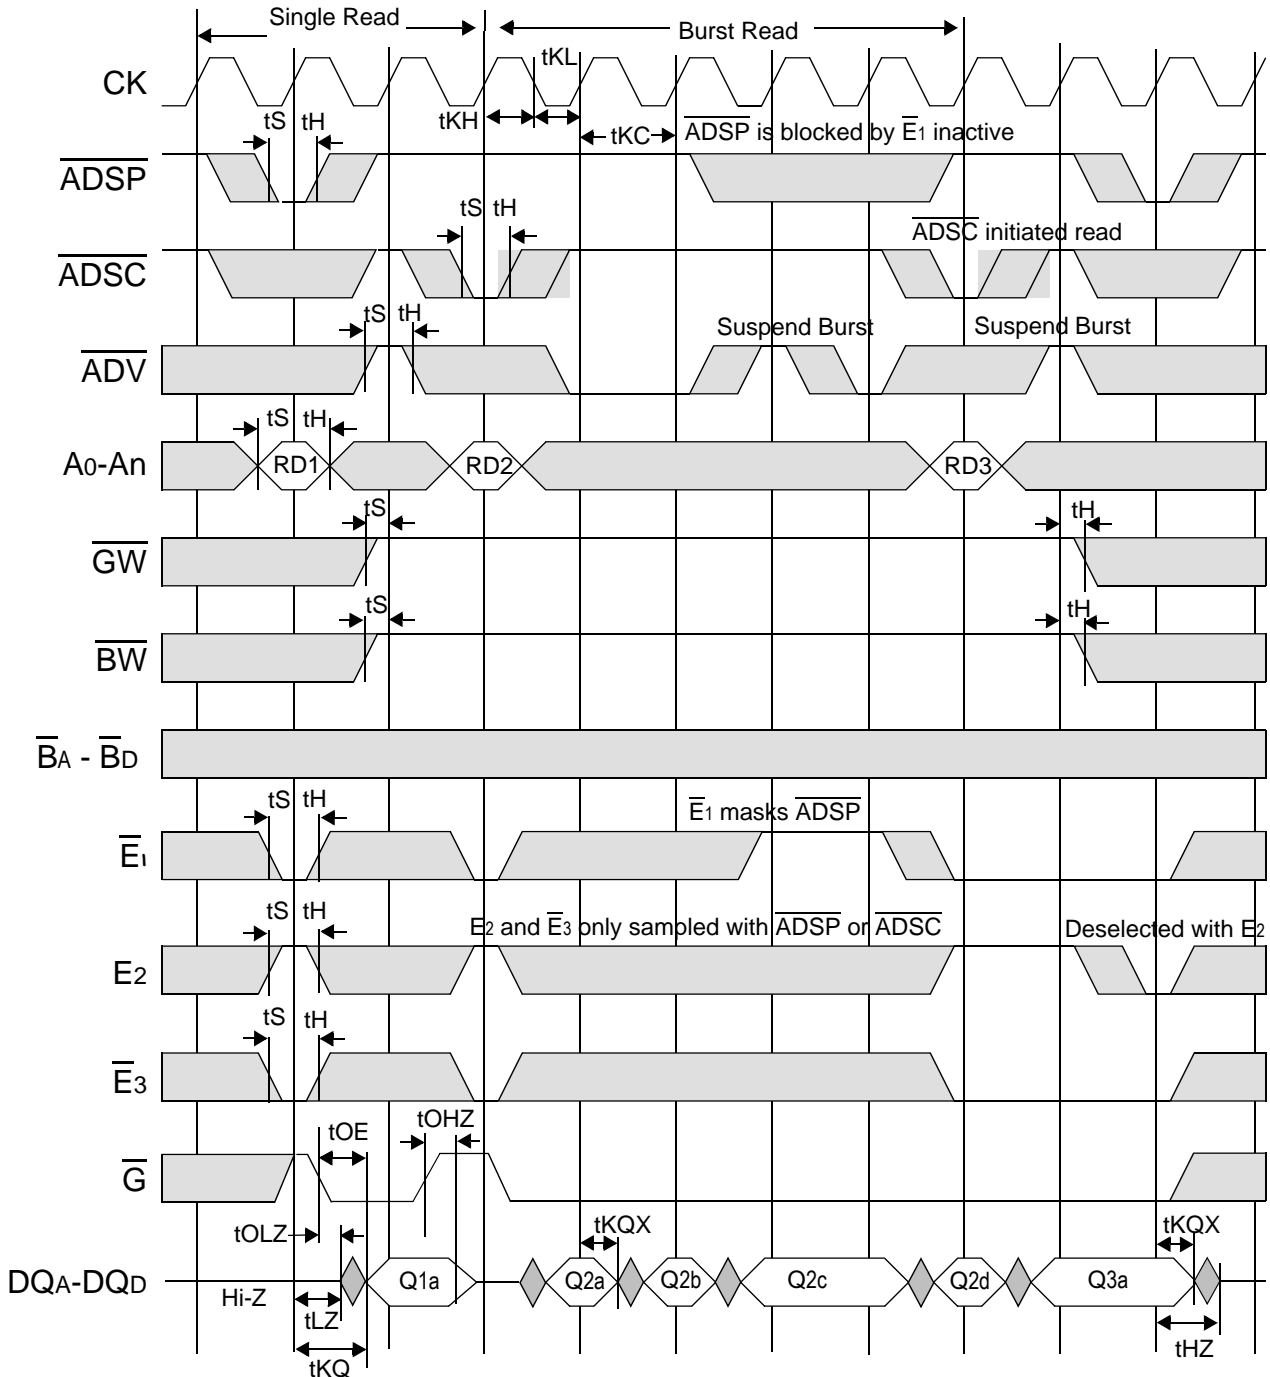 Single Read
Burst Read
CK
tKL
tS tH
tKH
tKC
ADSP is blocked by E1 inactive
ADSP
tS tH
ADSC initiated read
ADSC
tS tH
Suspend Burst
Suspend Burst
ADV
tS tH
A0-An
RD1
RD2
RD3
tS
tH
GW
tS
tH
BW
BA - BD
tS tH
E1 masks ADSP
E1
tS tH
E2 and E3 only sampled with ADSP or ADSC
Deselected with E2
E2
tS tH
E3
tOE
tOHZ
G
tOLZ
tKQX
tKQX
DQA-DQD
Q1a
Q2a
Q2b
Q2c
Q2d
Q3a
Hi-Z
tLZ
tHZ
tKQ